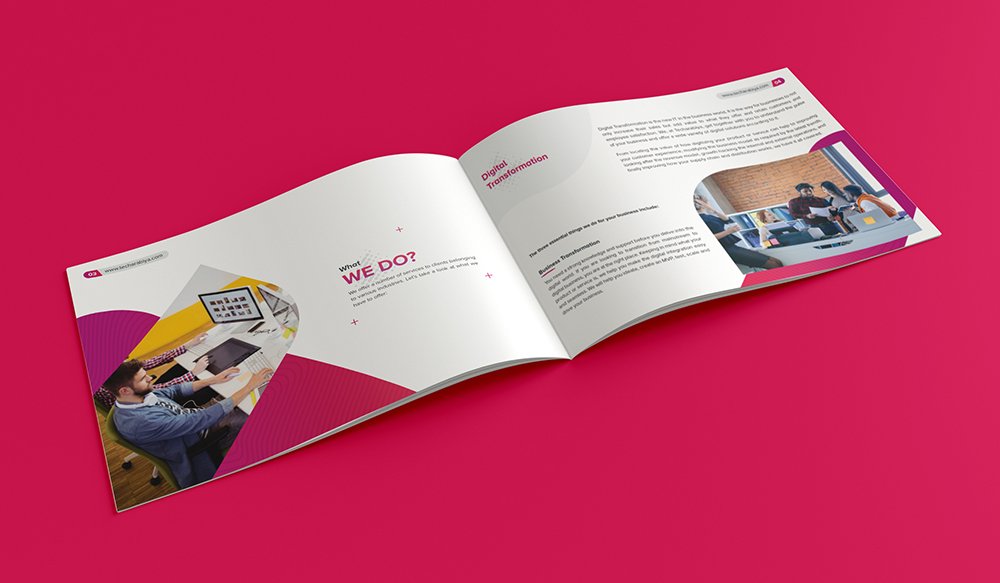 03 www.techarabiya.com
What
WE DO?
We offer a number of services to clients belonging
to various industries. Let's take a look at what we
have to offer:
www.techarabiya.com 04
Digital
Transformation
Digital Transformation is the new IT in the business world. It is the way for businesses to not
only increase their sales but add value to what they offer and retain customers and
employee satisfaction. We, at Techarabiya, get together with you to understand the pulse
of your business and offer a wide variety of digital solutions according to it.
From locating the value of how digitizing your product or service can help to improving
your customer experience, modifying the business model as required by the latest trends,
looking after the revenue model, growth hacking the internal and external operations, and
finally improving how your supply chain and distribution works, we have it all covered.
The three essential things we do for your business include:
Business Transformation
You need a strong knowledge and support before you delve into the
digital world. If you are looking to transition from mainstream to
digital business, you are at the right place. Keeping in mind what your
product or service is, we help you make the digital integration easy
and seamless. We will help you ideate, create an MVP, test, scale and
drive your business.